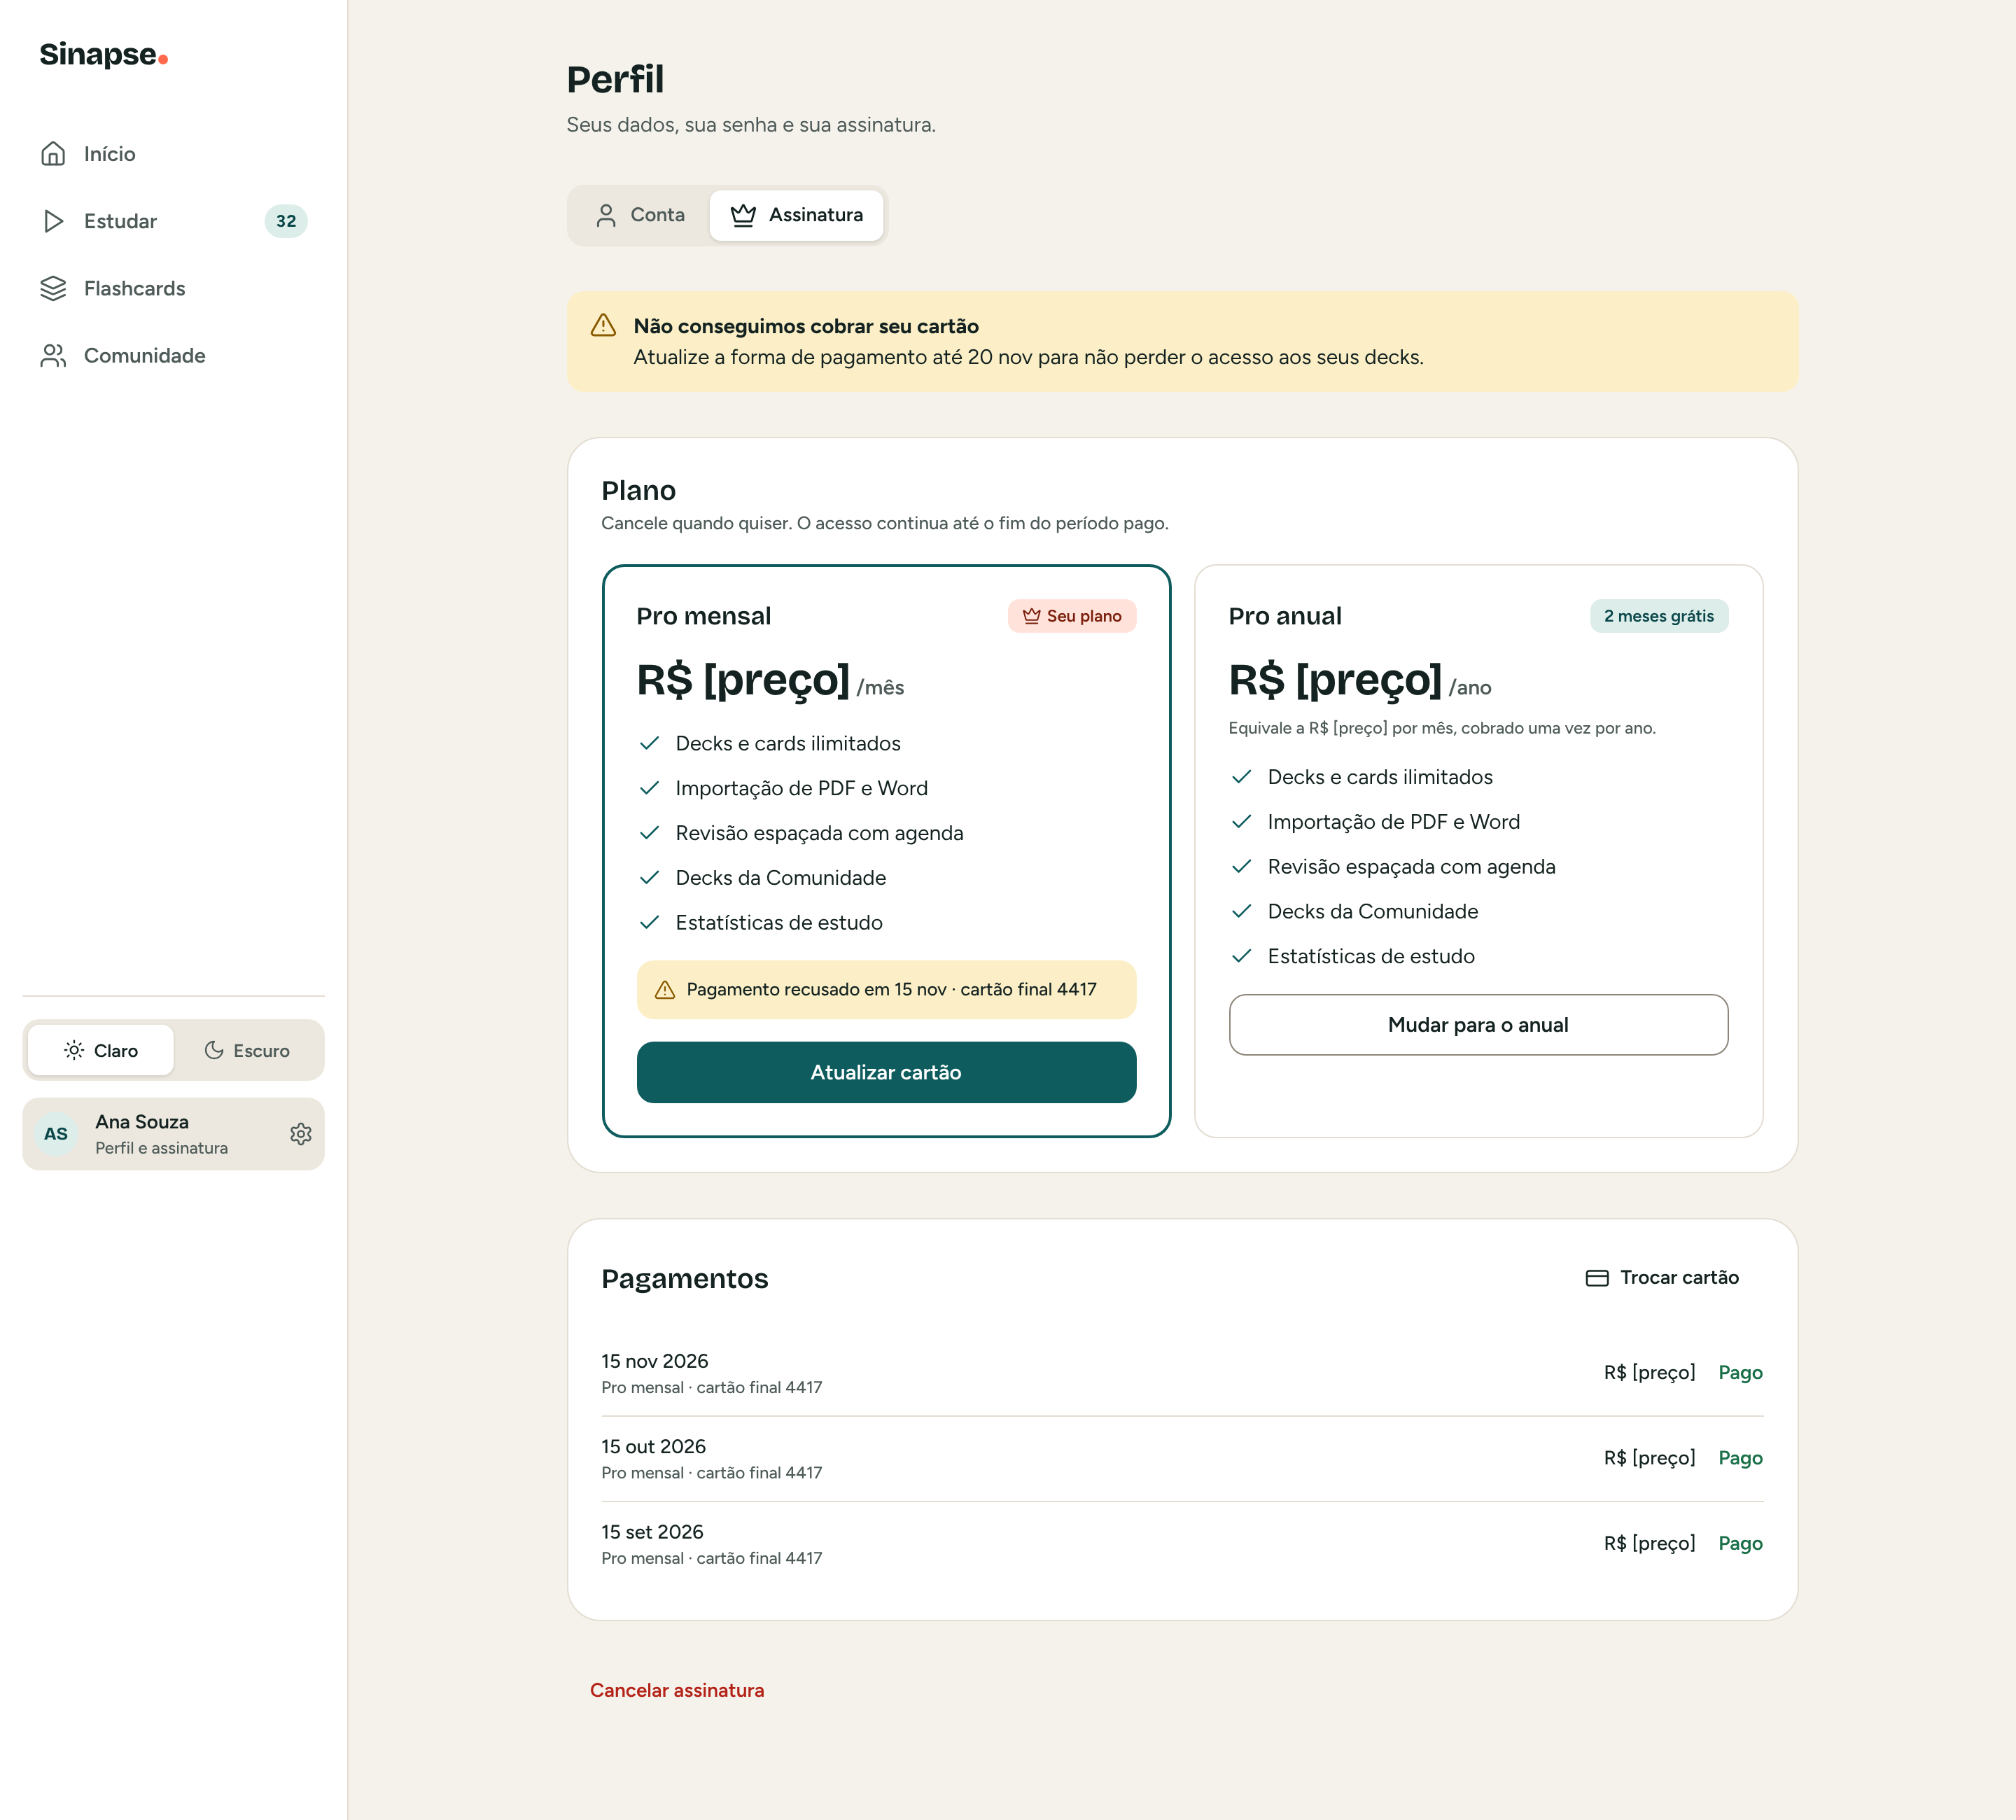 Sinapse.
Início
Estudar 32
Flashcards
Comunidade
Claro Escuro
AS Ana Souza
Perfil e assinatura
Perfil
Seus dados, sua senha e sua assinatura.
Conta Assinatura
Não conseguimos cobrar seu cartão
Atualize a forma de pagamento até 20 nov para não perder o acesso aos seus decks.
Plano
Cancele quando quiser. O acesso continua até o fim do período pago.
Pro mensal Seu plano
R$ [preço] /mês
Decks e cards ilimitados
Importação de PDF e Word
Revisão espaçada com agenda
Decks da Comunidade
Estatísticas de estudo
Pagamento recusado em 15 nov · cartão final 4417
Atualizar cartão
Pro anual 2 meses grátis
R$ [preço] /ano
Equivale a R$ [preço] por mês, cobrado uma vez por ano.
Decks e cards ilimitados
Importação de PDF e Word
Revisão espaçada com agenda
Decks da Comunidade
Estatísticas de estudo
Mudar para o anual
Pagamentos Trocar cartão
15 nov 2026
Pro mensal · cartão final 4417
R$ [preço] Pago
15 out 2026
Pro mensal · cartão final 4417
R$ [preço] Pago
15 set 2026
Pro mensal · cartão final 4417
R$ [preço] Pago
Cancelar assinatura